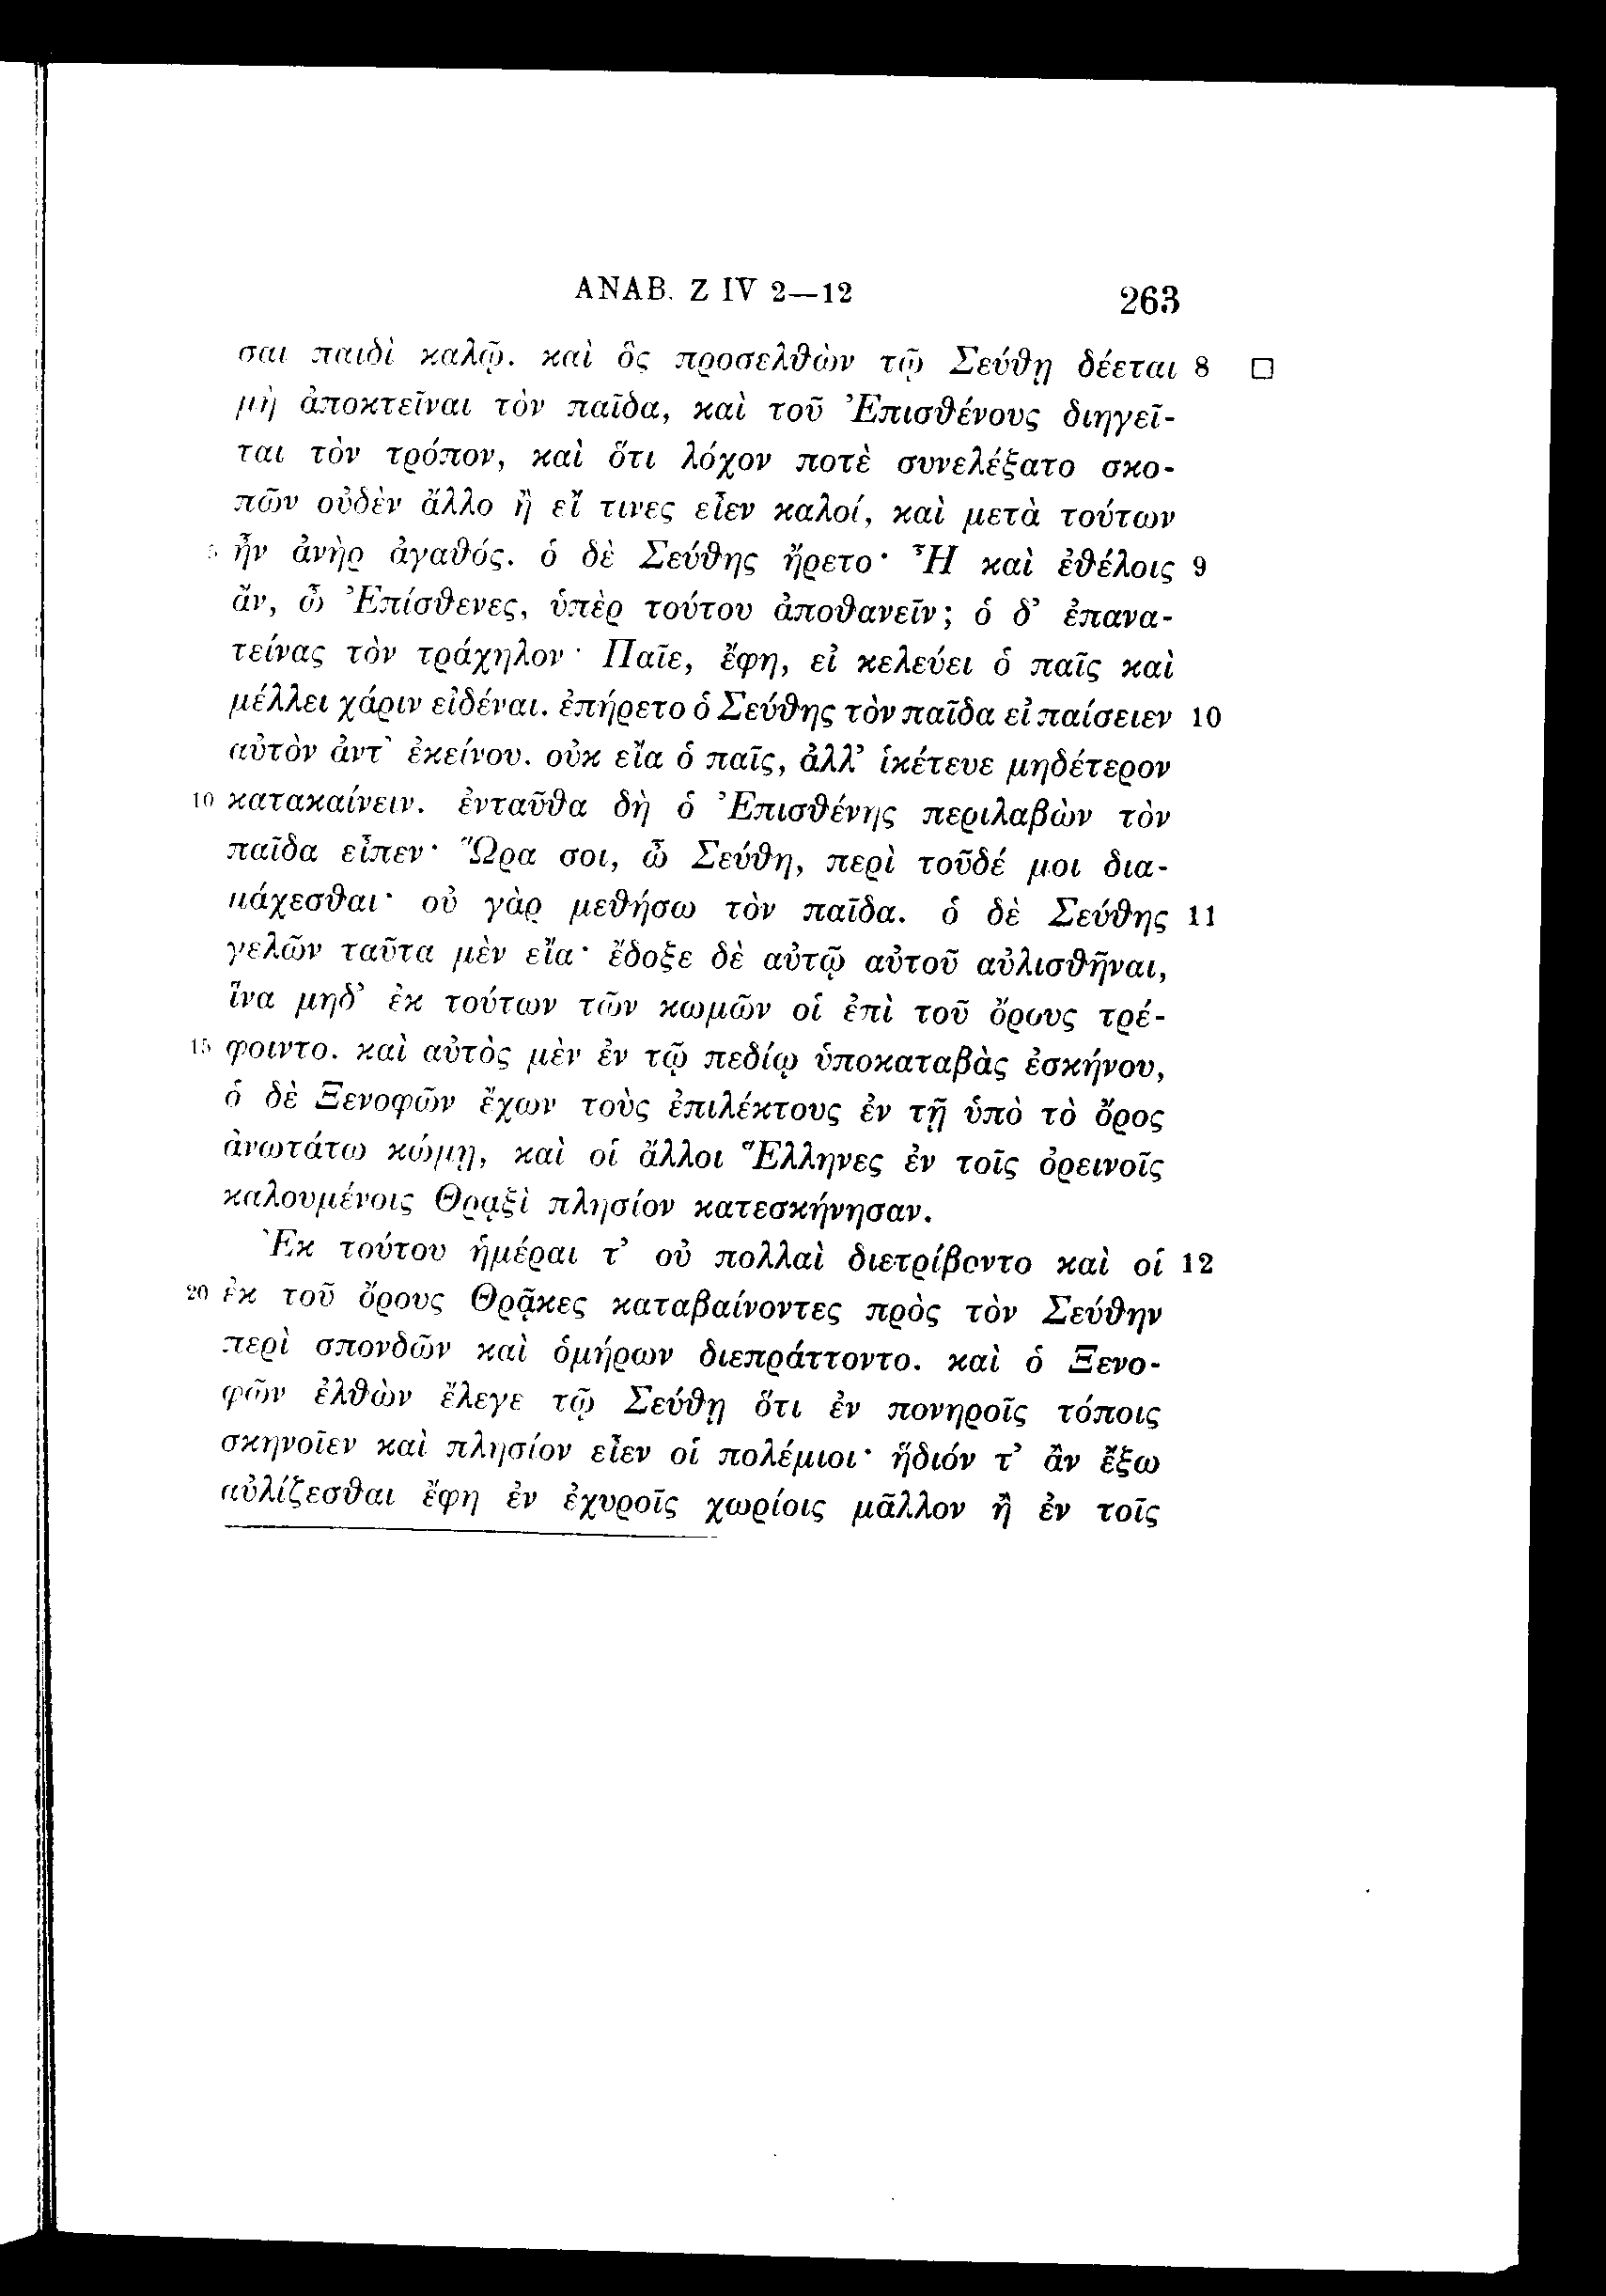 ΑΝΑΒ. Ζ IV 2—12 263
σαι παιδὶ καλῷ. καὶ ὃς προσελθὼν τῷ Σεύθῃ δέεται 8
μὴ ἀποκτεῖναι τὸν παῖδα, καὶ τοῦ Ἐπισθένους διηγεῖ-
ται τὸν τρόπον, καὶ ὅτι λόχον ποτὲ συνελέξατο σκο-
πῶν οὐδὲν ἄλλο ἢ εἴ τινες εἶεν καλοί, καὶ μετὰ τούτων
5 ἦν ἀνὴρ ἀγαθός. ὁ δὲ Σεύθης ἤρετο· Ἦ καὶ ἐθέλοις 9
ἄν, ὦ Ἐπίσθενες, ὑπὲρ τούτου ἀποθανεῖν; ὁ δ’ ἐπανα-
τείνας τὸν τράχηλον· Παῖε, ἔφη, εἰ κελεύει ὁ παῖς καὶ
μέλλει χάριν εἰδέναι. ἐπήρετο ὁ Σεύθης τὸν παῖδα εἰ παίσειεν 10
αὐτὸν ἀντ’ ἐκείνου. οὐκ εἴα ὁ παῖς, ἀλλ’ ἱκέτευε μηδέτερον
10 κατακαίνειν. ἐνταῦθα δὴ ὁ Ἐπισθένης περιλαβὼν τὸν
παῖδα εἶπεν· Ὥρα σοι, ὦ Σεύθη, περὶ τοῦδέ μοι δια-
μάχεσθαι· οὐ γὰρ μεθήσω τὸν παῖδα. ὁ δὲ Σεύθης 11
γελῶν ταῦτα μὲν εἴα· ἔδοξε δὲ αὐτῷ αὐτοῦ αὐλισθῆναι,
ἵνα μηδ’ ἐκ τούτων τῶν κωμῶν οἱ ἐπὶ τοῦ ὄρους τρέ-
15 φοιντο. καὶ αὐτὸς μὲν ἐν τῷ πεδίῳ ὑποκαταβὰς ἐσκήνου,
ὁ δὲ Ξενοφῶν ἔχων τοὺς ἐπιλέκτους ἐν τῇ ὑπὸ τὸ ὄρος
ἀνωτάτω κώμῃ, καὶ οἱ ἄλλοι Ἕλληνες ἐν τοῖς ὀρεινοῖς
καλουμένοις Θρᾳξὶ πλησίον κατεσκήνησαν.
Ἐκ τούτου ἡμέραι τ’ οὐ πολλαὶ διετρίβοντο καὶ οἱ 12
20 ἐκ τοῦ ὄρους Θρᾷκες καταβαίνοντες πρὸς τὸν Σεύθην
περὶ σπονδῶν καὶ ὁμήρων διεπράττοντο. καὶ ὁ Ξενο-
φῶν ἐλθὼν ἔλεγε τῷ Σεύθῃ ὅτι ἐν πονηροῖς τόποις
σκηνοῖεν καὶ πλησίον εἶεν οἱ πολέμιοι· ἥδιόν τ’ ἂν ἔξω
αὐλίζεσθαι ἔφη ἐν ἐχυροῖς χωρίοις μᾶλλον ἢ ἐν τοῖς